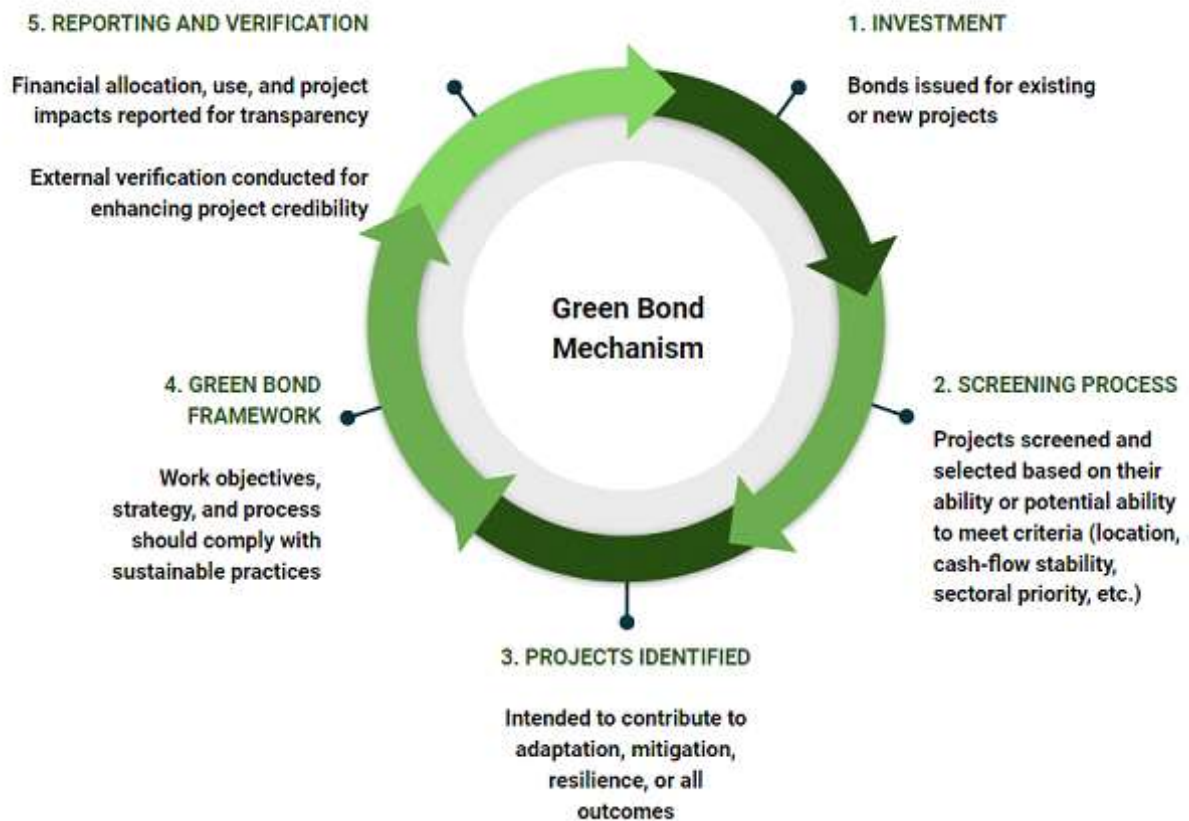 Green Bond
Mechanism
1. INVESTMENT
Bonds issued for existing
or new projects
2. SCREENING PROCESS
Projects screened and
selected based on their
ability or potential ability
to meet criteria (location,
cash-flow stability,
sectoral priority, etc.)
3. PROJECTS IDENTIFIED
Intended to contribute to
adaptation, mitigation,
resilience, or all
outcomes
4. GREEN BOND
FRAMEWORK
Work objectives,
strategy, and process
should comply with
sustainable practices
5. REPORTING AND VERIFICATION
Financial allocation, use, and project
impacts reported for transparency
External verification conducted for
enhancing project credibility